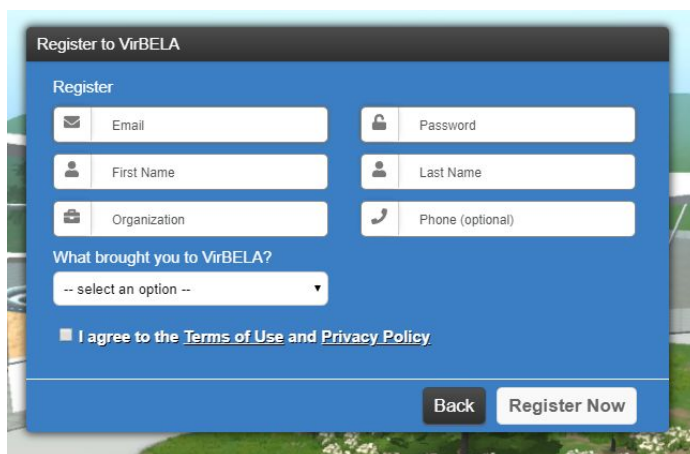 Register to VirBELA
Register
Email
Password
First Name
Last Name
Organization
Phone (optional)
What brought you to VirBELA?
-- select an option --
I agree to the Terms of Use and Privacy Policy
Back
Register Now